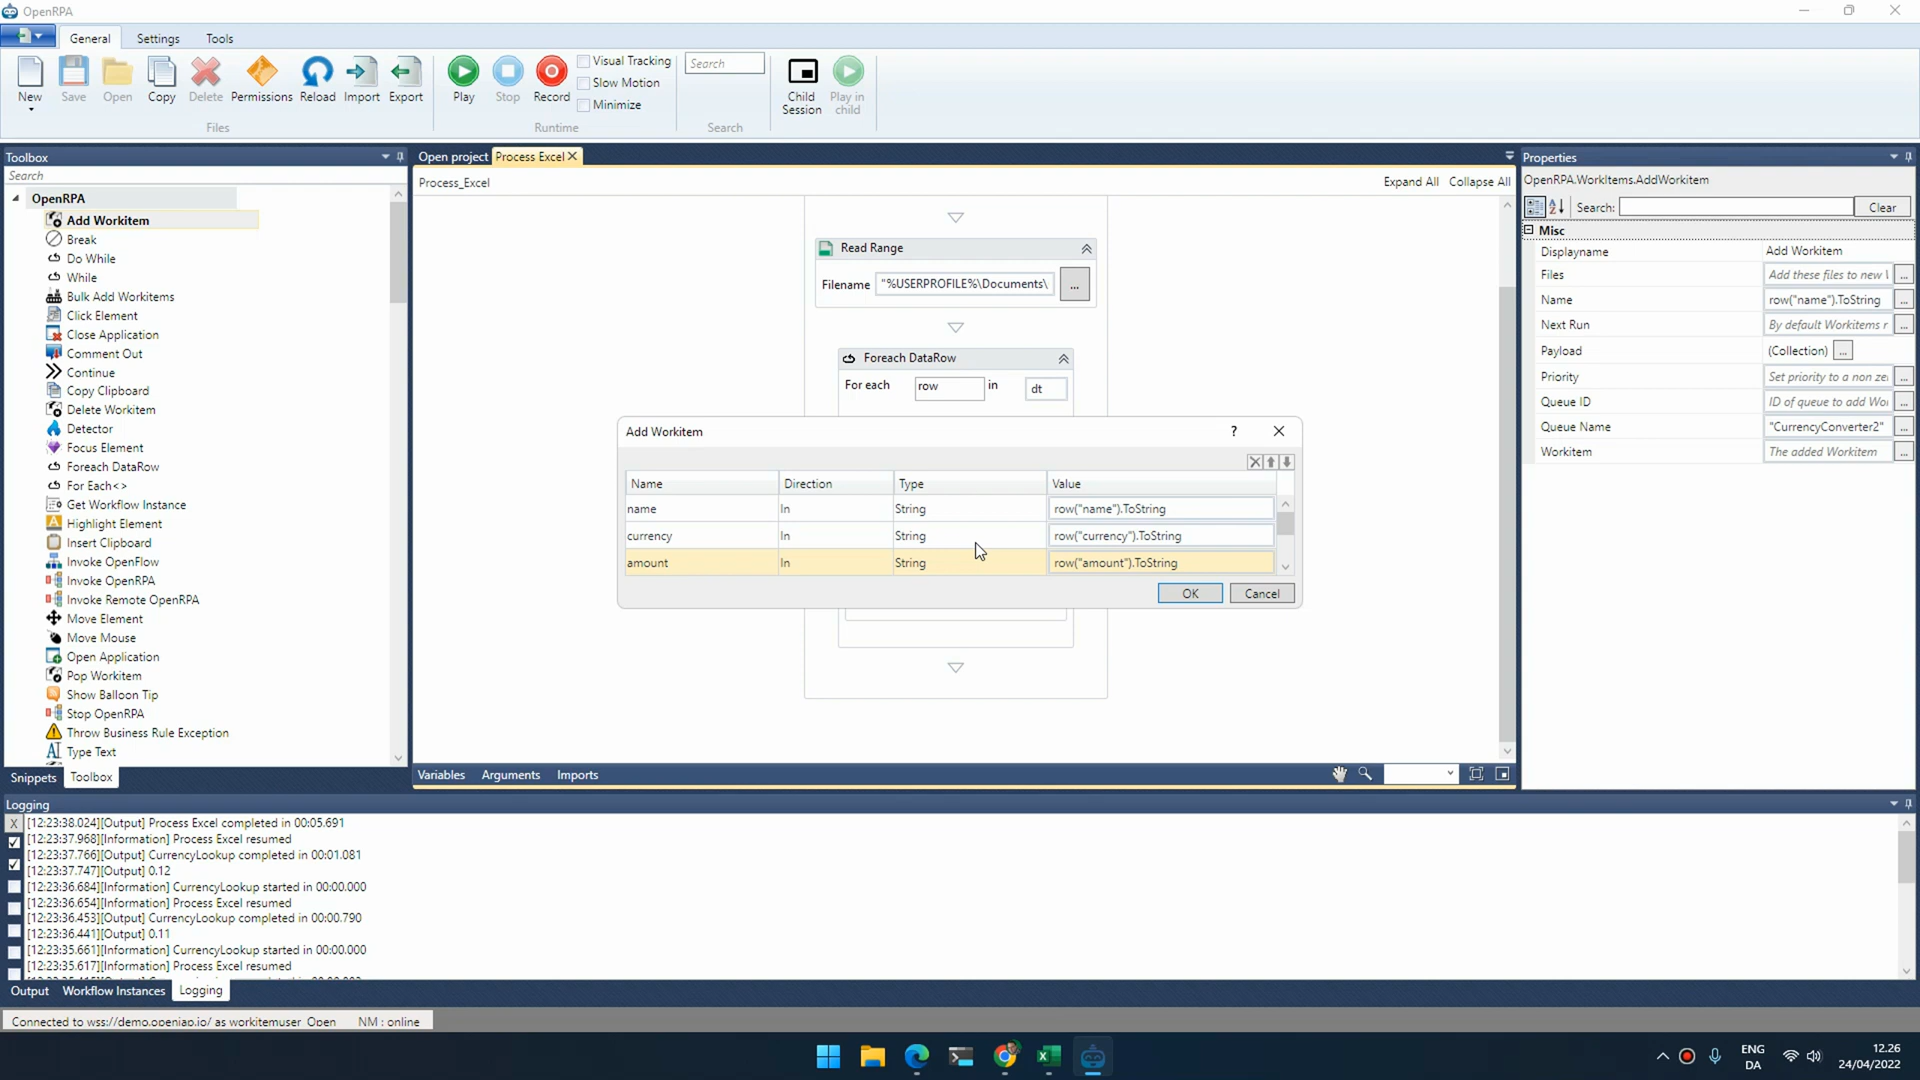 OpenRPA
General Settings Tools
New Save Open Copy Delete Permissions Reload Import Export
Files
Play Stop Record
Visual Tracking
Slow Motion
Minimize
Runtime
Search
Search
Child Session
Play in child
Toolbox
Search
OpenRPA
Add Workitem
Break
Do While
While
Bulk Add Workitems
Click Element
Close Application
Comment Out
Continue
Copy Clipboard
Delete Workitem
Detector
Focus Element
Foreach DataRow
For Each<>
Get Workflow Instance
Highlight Element
Insert Clipboard
Invoke OpenFlow
Invoke OpenRPA
Invoke Remote OpenRPA
Move Element
Move Mouse
Open Application
Pop Workitem
Show Balloon Tip
Stop OpenRPA
Throw Business Rule Exception
Type Text
Snippets Toolbox
Open project Process Excel
Process_Excel Expand All Collapse All
Read Range
Filename "%USERPROFILE%\Documents\ ...
Foreach DataRow
For each row in dt
Add Workitem ?
Name Direction Type Value
name In String row("name").ToString
currency In String row("currency").ToString
amount In String row("amount").ToString
OK Cancel
Variables Arguments Imports
Properties
OpenRPA.WorkItems.AddWorkitem
Search: Clear
Misc
Displayname Add Workitem
Files Add these files to new ...
Name row("name").ToString ...
Next Run By default Workitems r ...
Payload (Collection) ...
Priority Set priority to a non ze ...
Queue ID ID of queue to add Wor ...
Queue Name "CurrencyConverter2" ...
Workitem The added Workitem ...
Logging
X [12:23:38.024][Output] Process Excel completed in 00:05.691
[12:23:37.968][Information] Process Excel resumed
[12:23:37.766][Output] CurrencyLookup completed in 00:01.081
[12:23:37.747][Output] 0.12
[12:23:36.684][Information] CurrencyLookup started in 00:00.000
[12:23:36.654][Information] Process Excel resumed
[12:23:36.453][Output] CurrencyLookup completed in 00:00.790
[12:23:36.441][Output] 0.11
[12:23:35.661][Information] CurrencyLookup started in 00:00.000
[12:23:35.617][Information] Process Excel resumed
Output Workflow Instances Logging
Connected to wss://demo.openiap.io/ as workitemuser Open NM : online
ENG
DA
12.26
24/04/2022